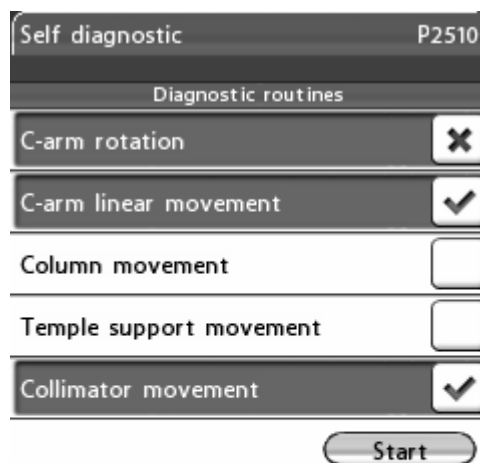 Self diagnostic P2510
Diagnostic routines
C-arm rotation
C-arm linear movement
Column movement
Temple support movement
Collimator movement
Start